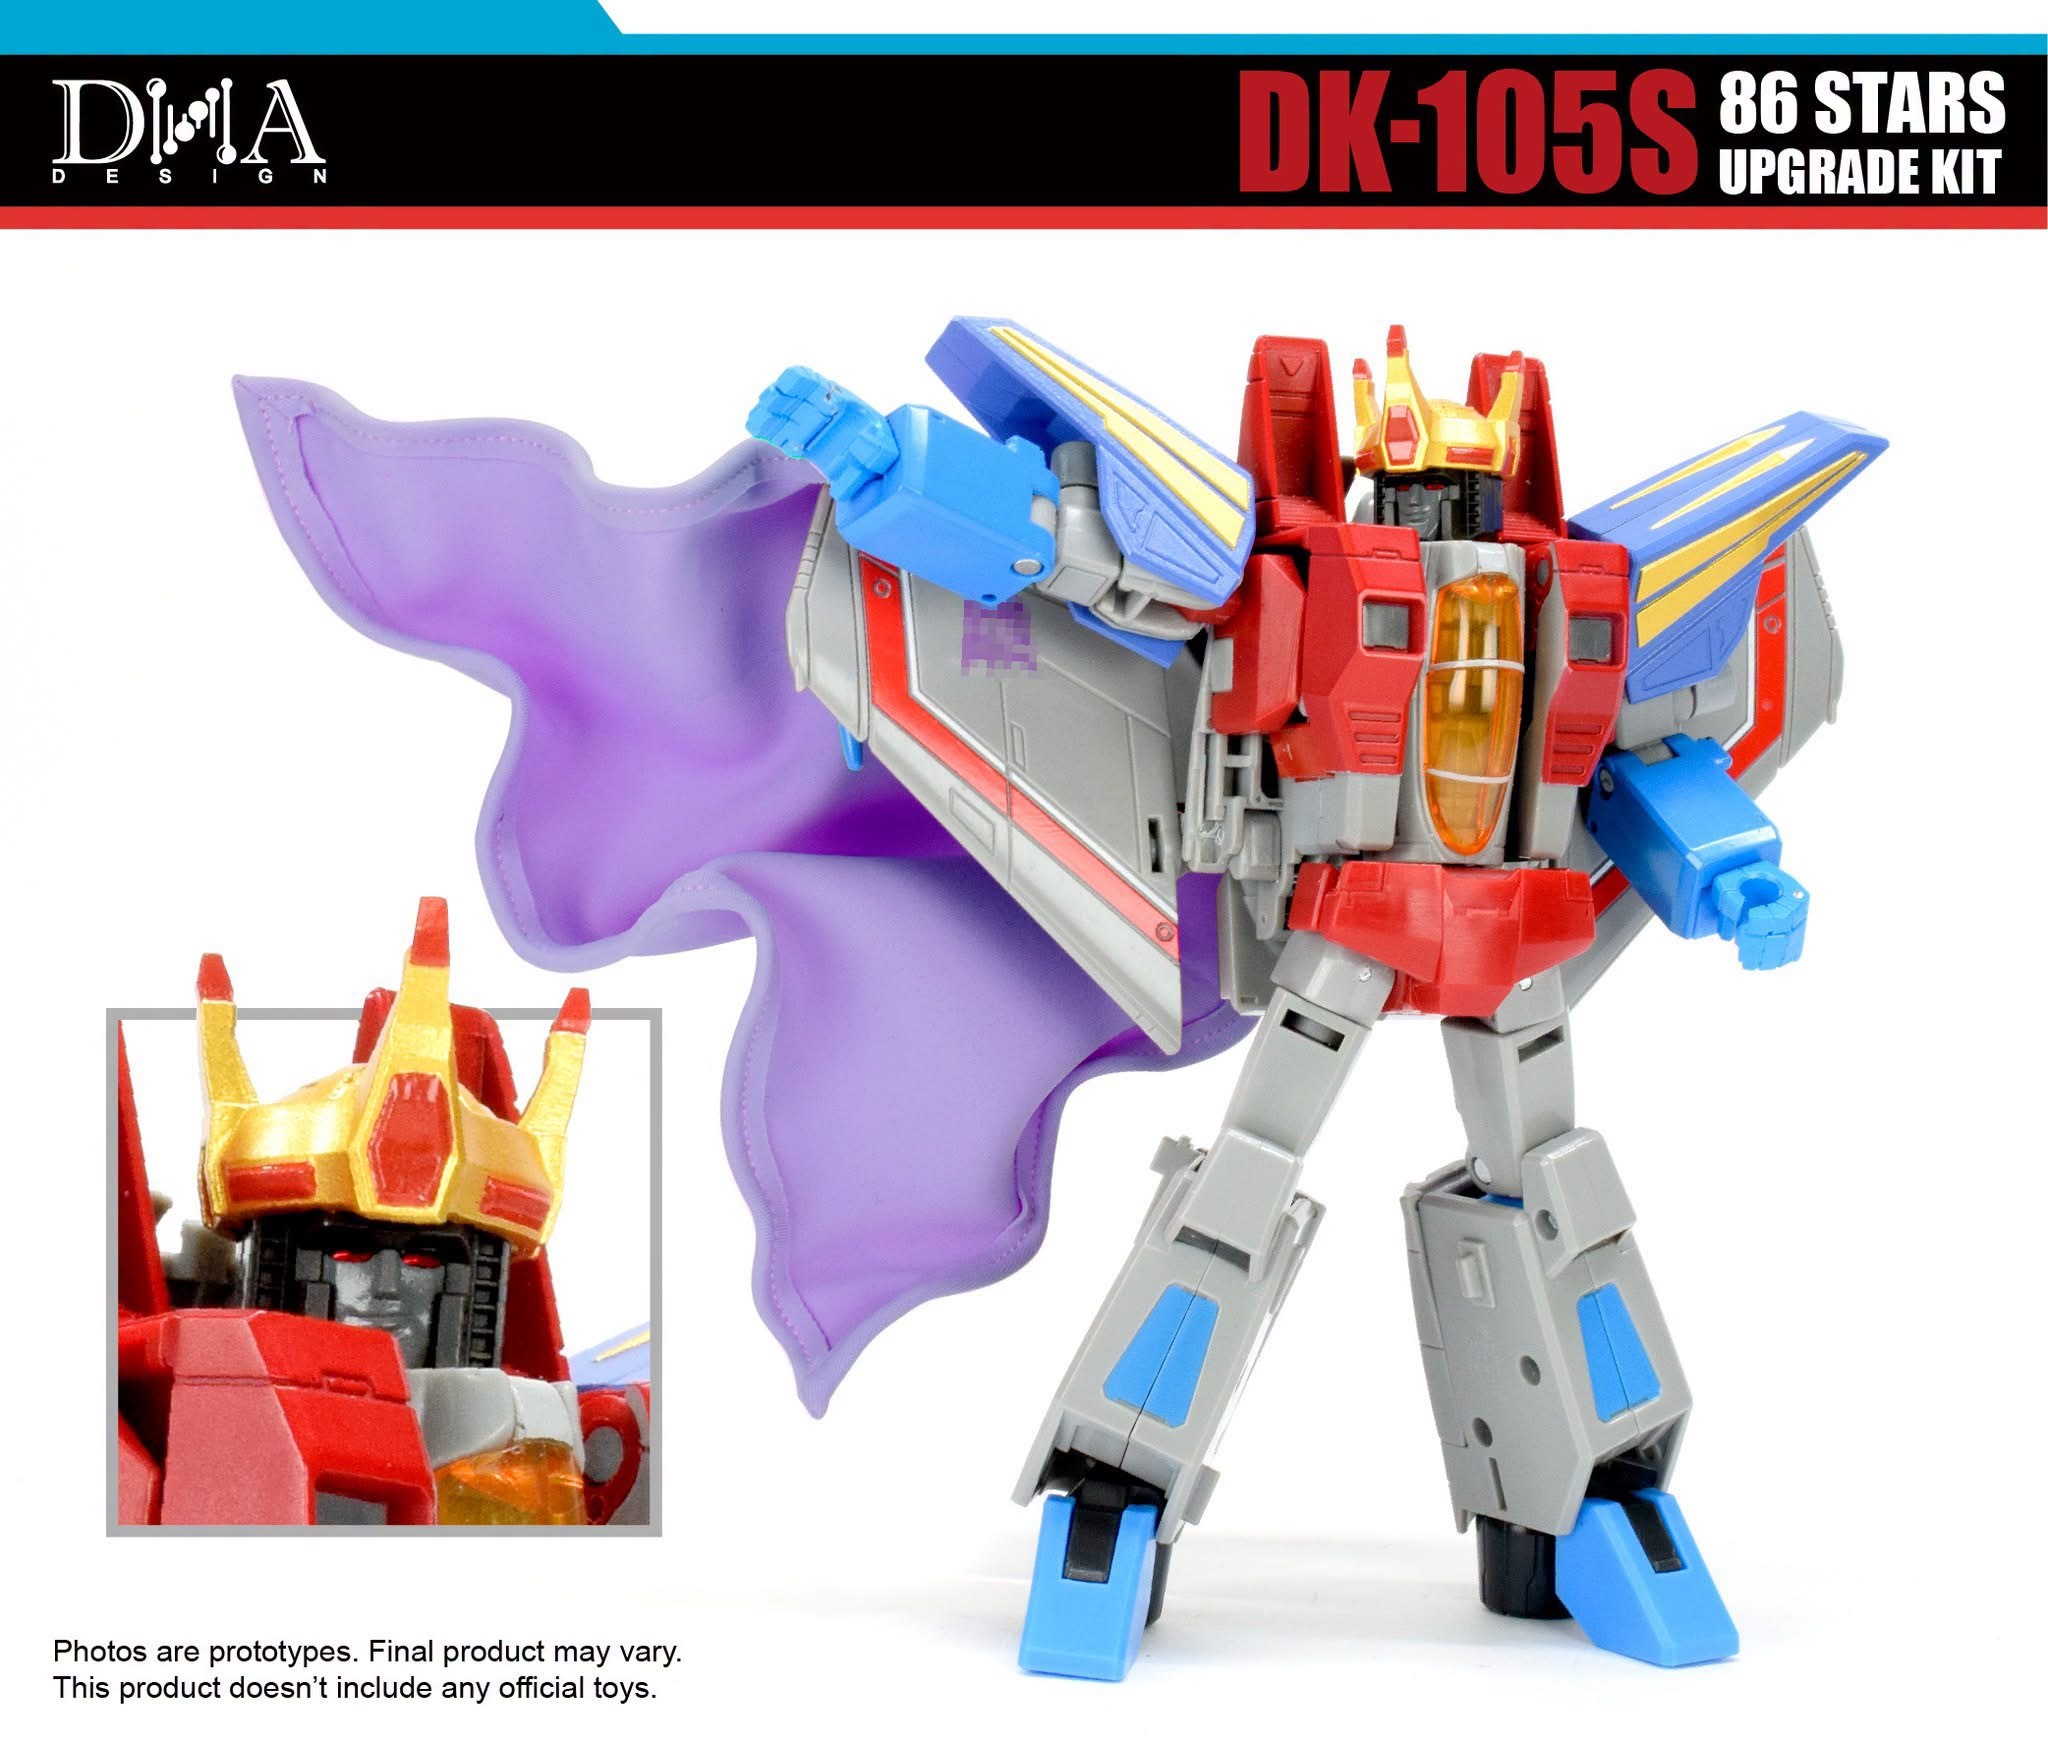 DNA
DESIGN
DK-105S
86 STARS
UPGRADE KIT
Photos are prototypes. Final product may vary.
This product doesn't include any official toys.